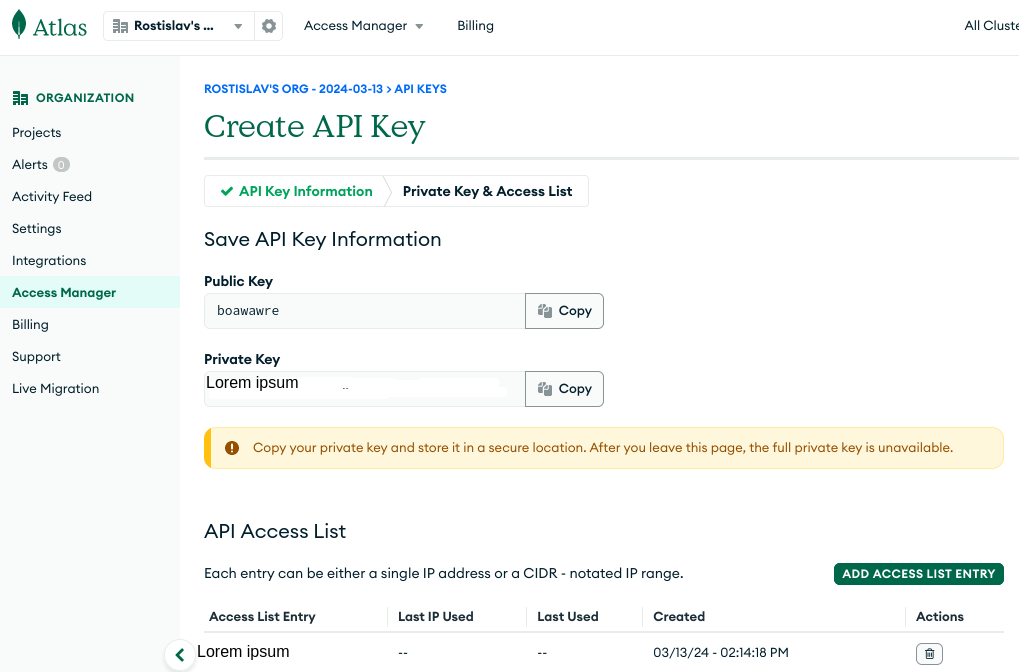 Atlas
Rostislav's ...
Access Manager
Billing
All Cluste
ORGANIZATION
Projects
Alerts 0
Activity Feed
Settings
Integrations
Access Manager
Billing
Support
Live Migration
ROSTISLAV'S ORG - 2024-03-13 > API KEYS
Create API Key
API Key Information
Private Key & Access List
Save API Key Information
Public Key
boawawre
Copy
Private Key
Lorem ipsum
Copy
Copy your private key and store it in a secure location. After you leave this page, the full private key is unavailable.
API Access List
Each entry can be either a single IP address or a CIDR - notated IP range.
ADD ACCESS LIST ENTRY
Access List Entry Last IP Used Last Used Created Actions
Lorem ipsum -- -- 03/13/24 - 02:14:18 PM